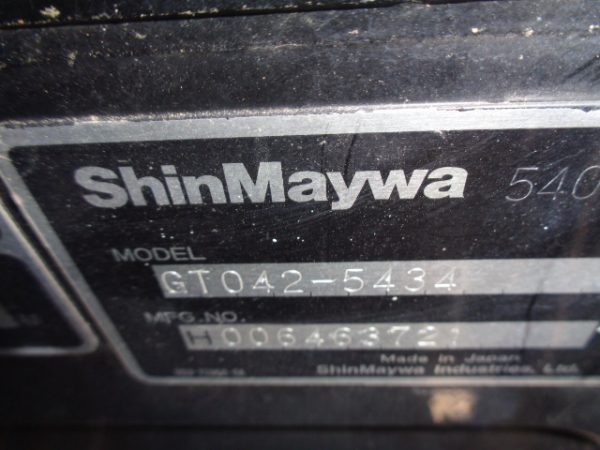 ShinMaywa 540
MODEL
GT042-5434
MFG.NO.
H006463721
Made in Japan
ShinMaywa Industries, Ltd.